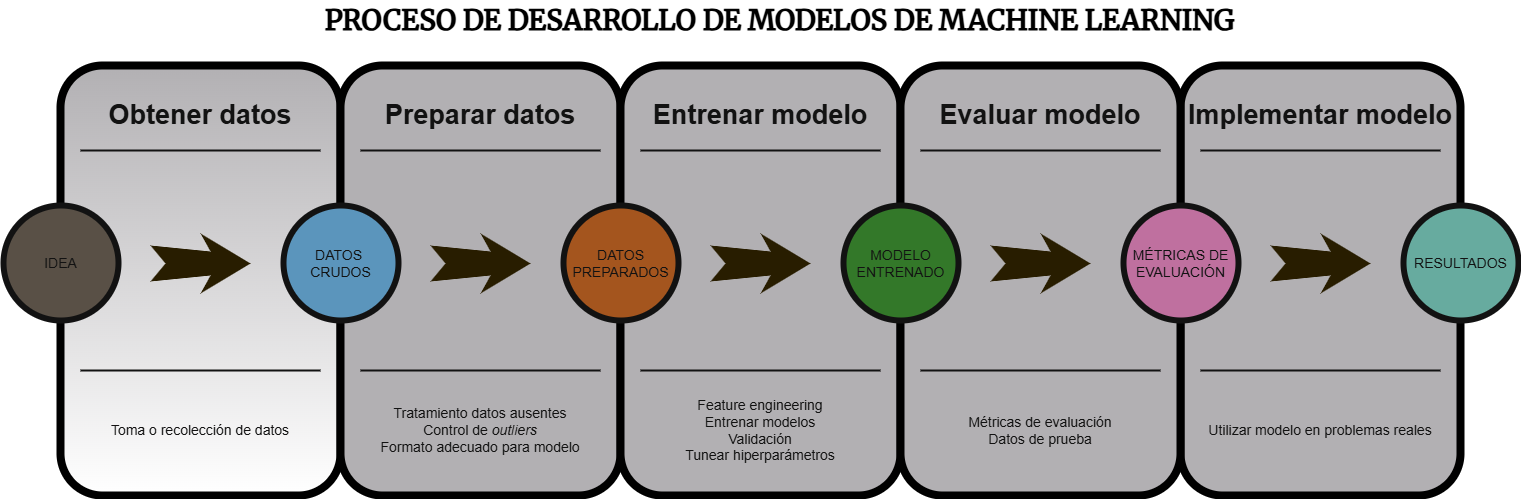 PROCESO DE DESARROLLO DE MODELOS DE MACHINE LEARNING
Obtener datos
Preparar datos
Entrenar modelo
Evaluar modelo
Implementar modelo
IDEA
DATOS
CRUDOS
DATOS
PREPARADOS
MODELO
ENTRENADO
MÉTRICAS DE
EVALUACIÓN
RESULTADOS
Toma o recolección de datos
Tratamiento datos ausentes
Control de outliers
Formato adecuado para modelo
Feature engineering
Entrenar modelos
Validación
Tunear hiperparámetros
Métricas de evaluación
Datos de prueba
Utilizar modelo en problemas reales